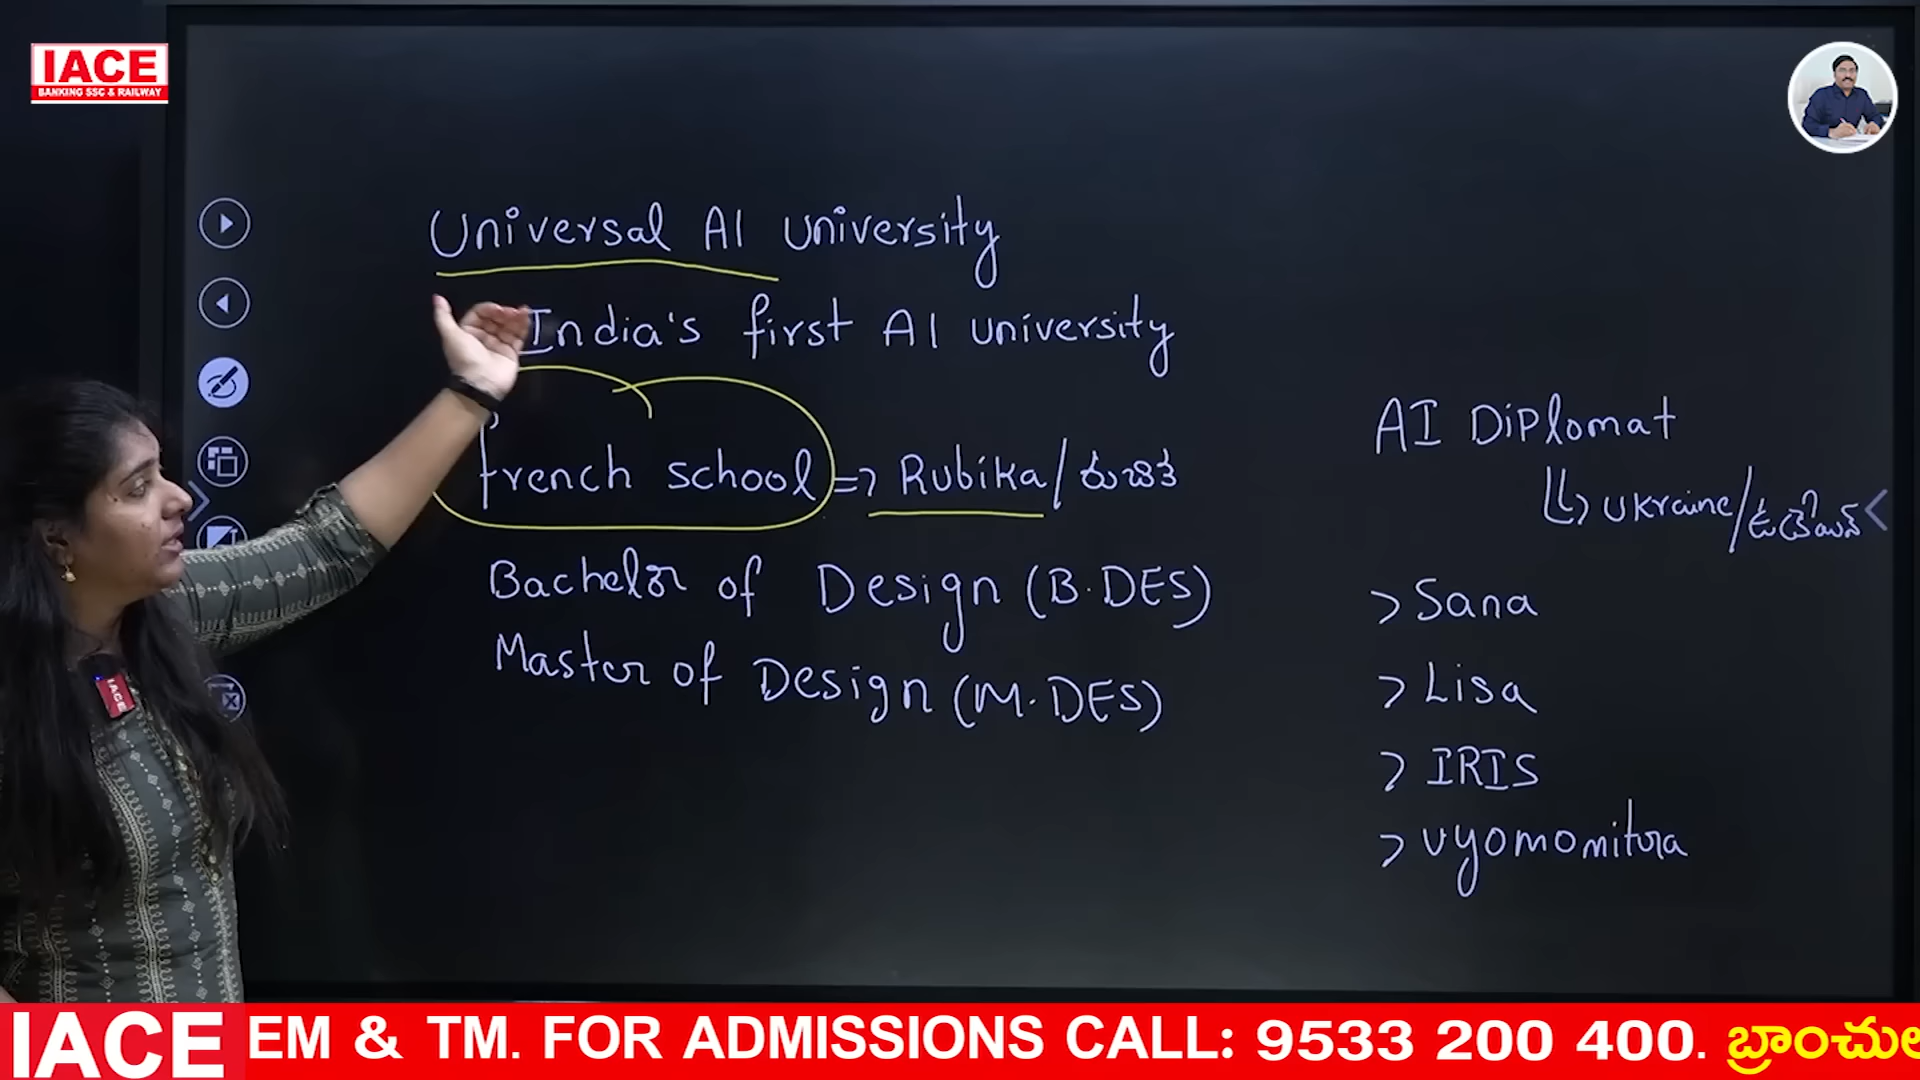 IACE
BANKING SSC & RAILWAY
Universal AI university
India's first AI university
french school => Rubika / రుబిక
Bachelor of Design (B.DES)
Master of Design (M.DES)
AI Diplomat
↳ Ukraine / ఉక్రెయిన్
> Sana
> Lisa
> IRIS
> vyomomitra
IACE
IACE EM & TM. FOR ADMISSIONS CALL: 9533 200 400. బ్రాంచుల